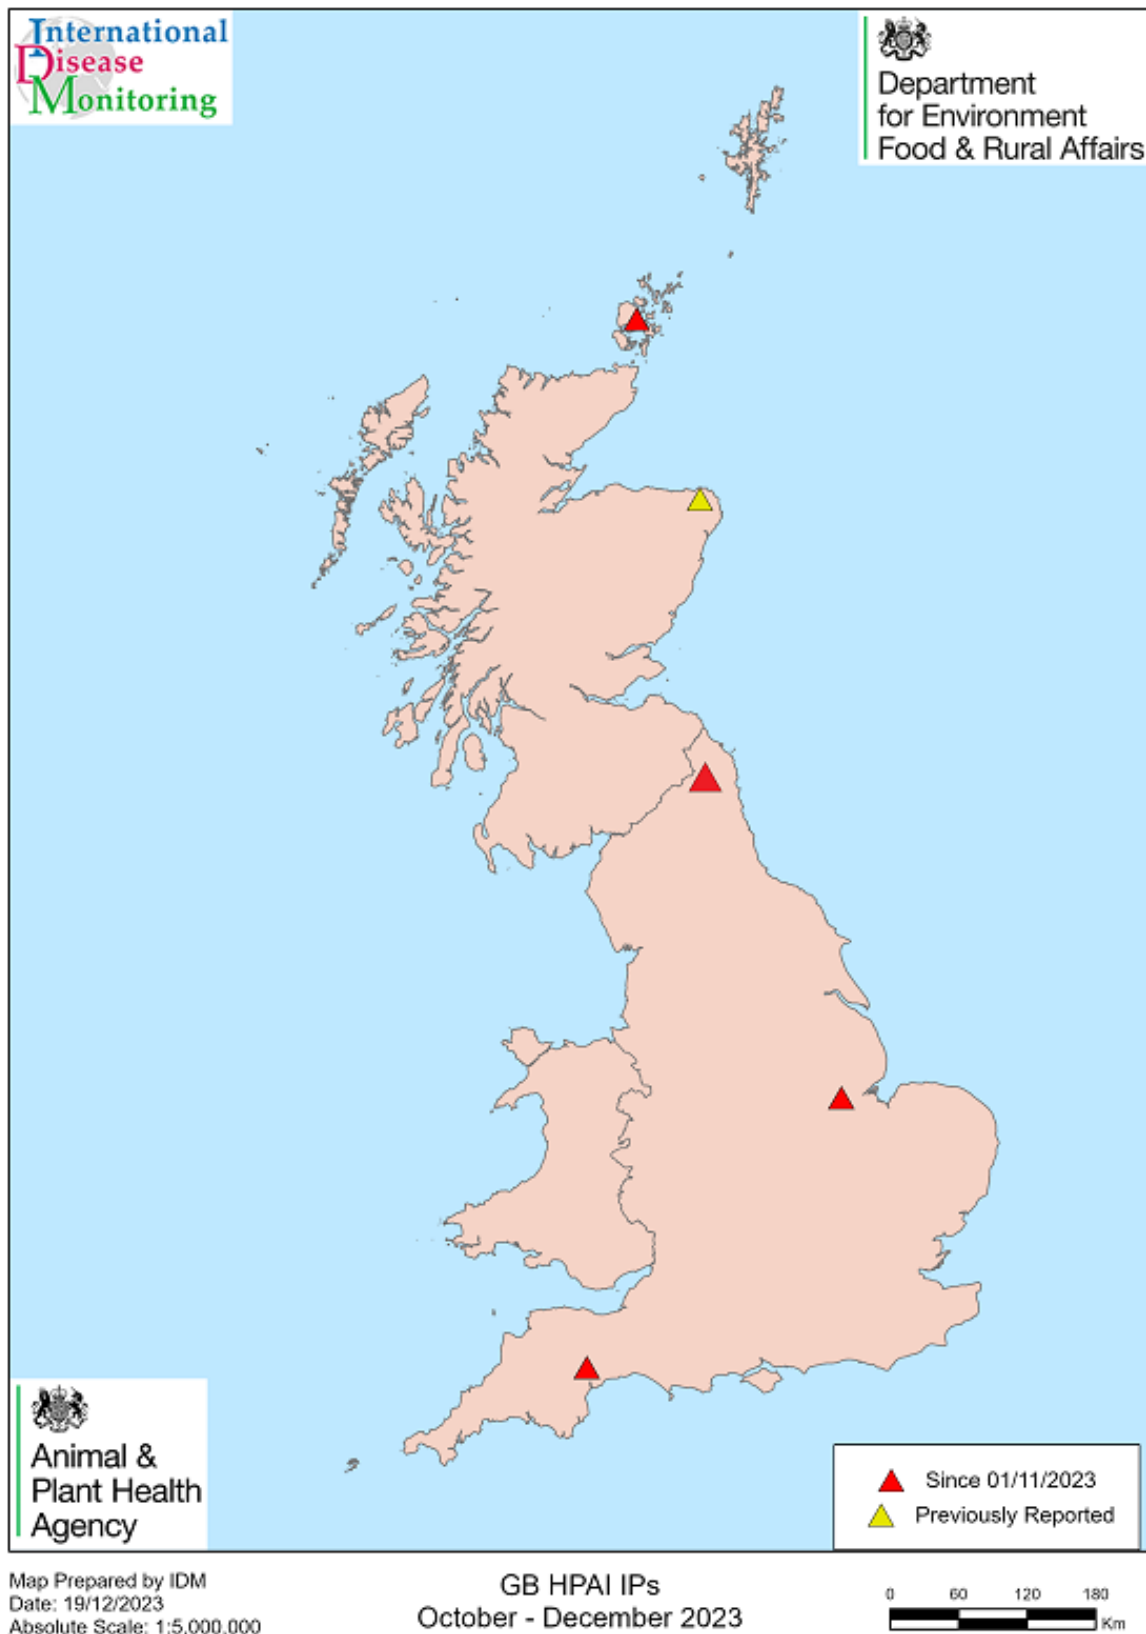 International
Disease
Monitoring
Department
for Environment
Food & Rural Affairs
Animal &
Plant Health
Agency
Since 01/11/2023
Previously Reported
Map Prepared by IDM
Date: 19/12/2023
Absolute Scale: 1:5,000,000
GB HPAI IPs
October - December 2023
0 60 120 180
Km